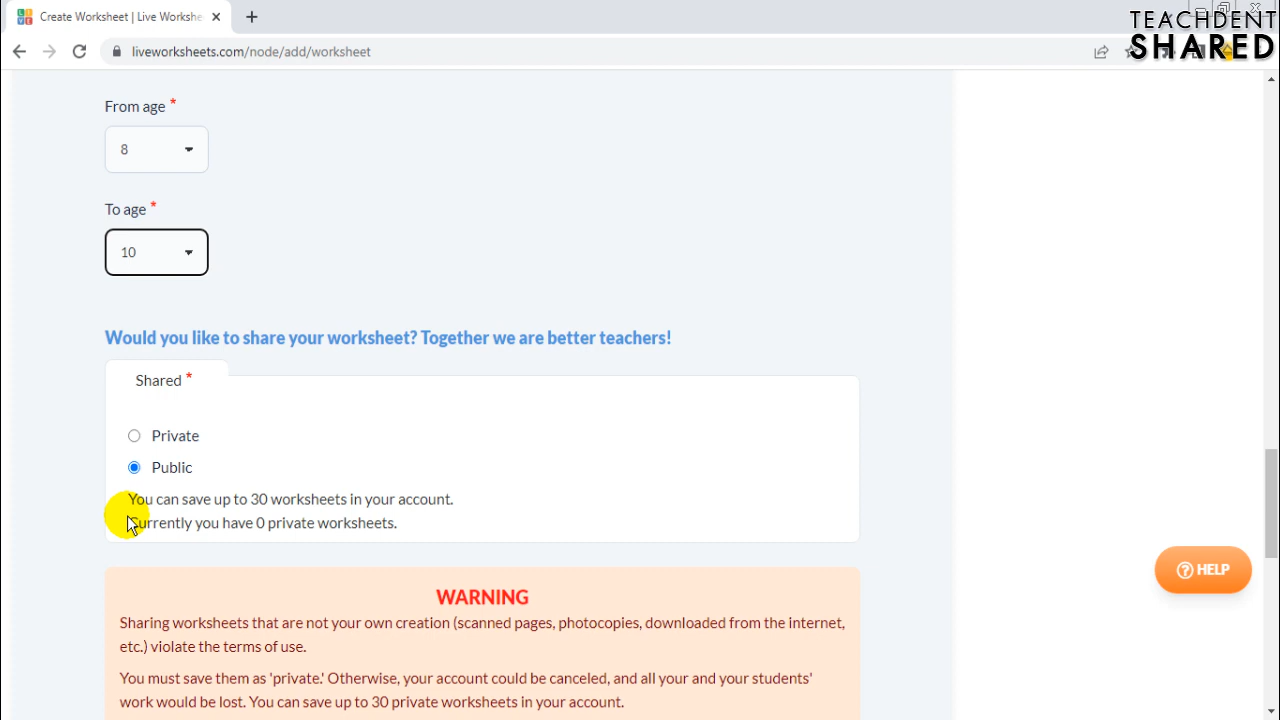 Create Worksheet | Live Workshe
TEACHDENT
SHARED
liveworksheets.com/node/add/worksheet
From age *
8
To age *
10
Would you like to share your worksheet? Together we are better teachers!
Shared *
Private
Public
You can save up to 30 worksheets in your account.
Currently you have 0 private worksheets.
? HELP
WARNING
Sharing worksheets that are not your own creation (scanned pages, photocopies, downloaded from the internet,
etc.) violate the terms of use.
You must save them as 'private.' Otherwise, your account could be canceled, and all your and your students'
work would be lost. You can save up to 30 private worksheets in your account.